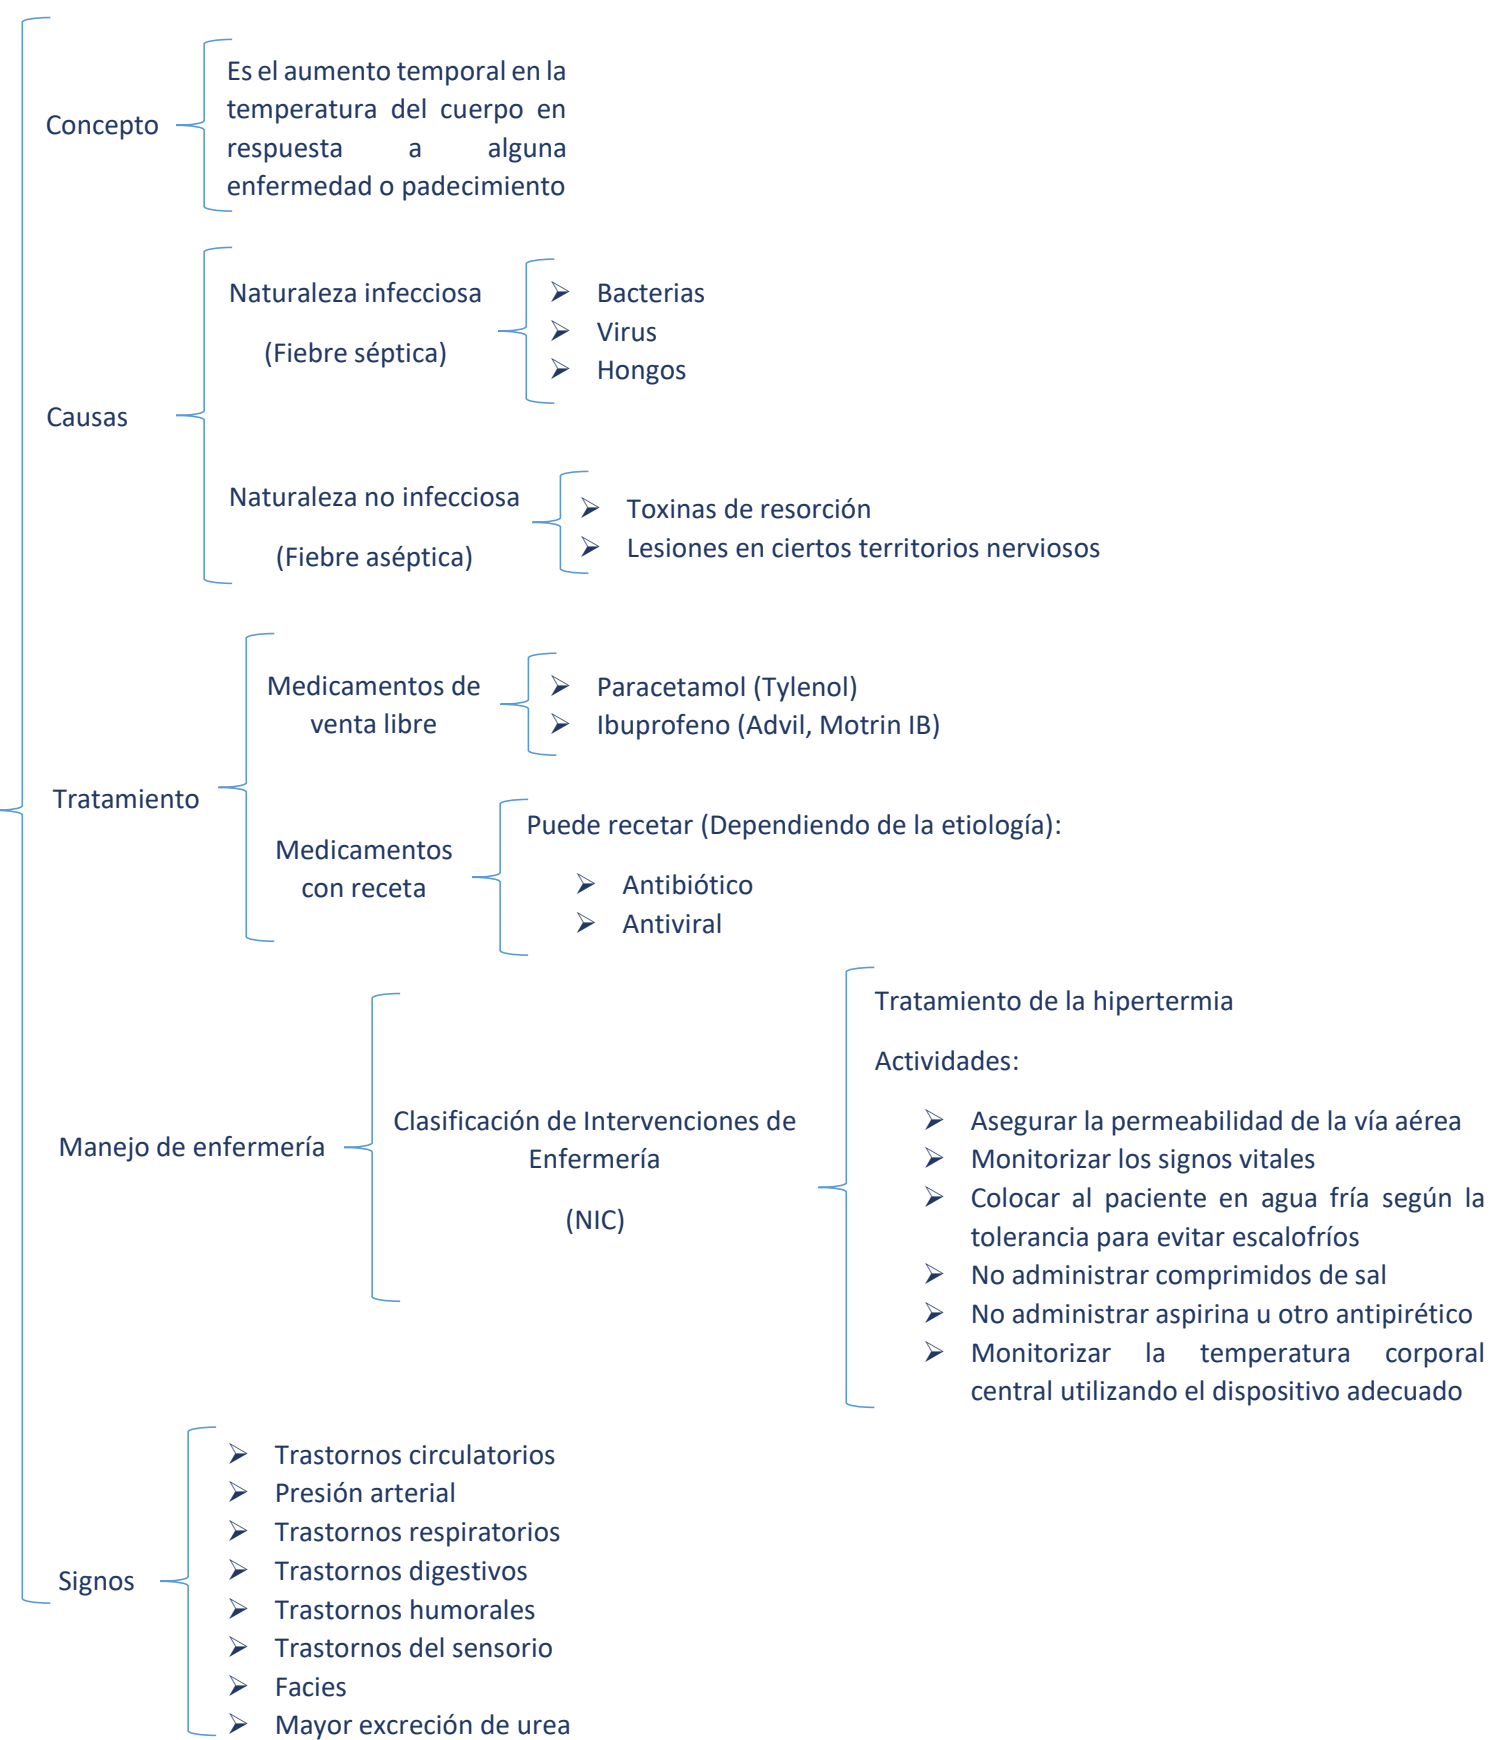 Concepto
Es el aumento temporal en la
temperatura del cuerpo en
respuesta a alguna
enfermedad o padecimiento
Causas
Naturaleza infecciosa
(Fiebre séptica)
➢ Bacterias
➢ Virus
➢ Hongos
Naturaleza no infecciosa
(Fiebre aséptica)
➢ Toxinas de resorción
➢ Lesiones en ciertos territorios nerviosos
Tratamiento
Medicamentos de
venta libre
➢ Paracetamol (Tylenol)
➢ Ibuprofeno (Advil, Motrin IB)
Medicamentos
con receta
Puede recetar (Dependiendo de la etiología):
➢ Antibiótico
➢ Antiviral
Manejo de enfermería
Clasificación de Intervenciones de
Enfermería
(NIC)
Tratamiento de la hipertermia
Actividades:
➢ Asegurar la permeabilidad de la vía aérea
➢ Monitorizar los signos vitales
➢ Colocar al paciente en agua fría según la
tolerancia para evitar escalofríos
➢ No administrar comprimidos de sal
➢ No administrar aspirina u otro antipirético
➢ Monitorizar la temperatura corporal
central utilizando el dispositivo adecuado
Signos
➢ Trastornos circulatorios
➢ Presión arterial
➢ Trastornos respiratorios
➢ Trastornos digestivos
➢ Trastornos humorales
➢ Trastornos del sensorio
➢ Facies
➢ Mayor excreción de urea